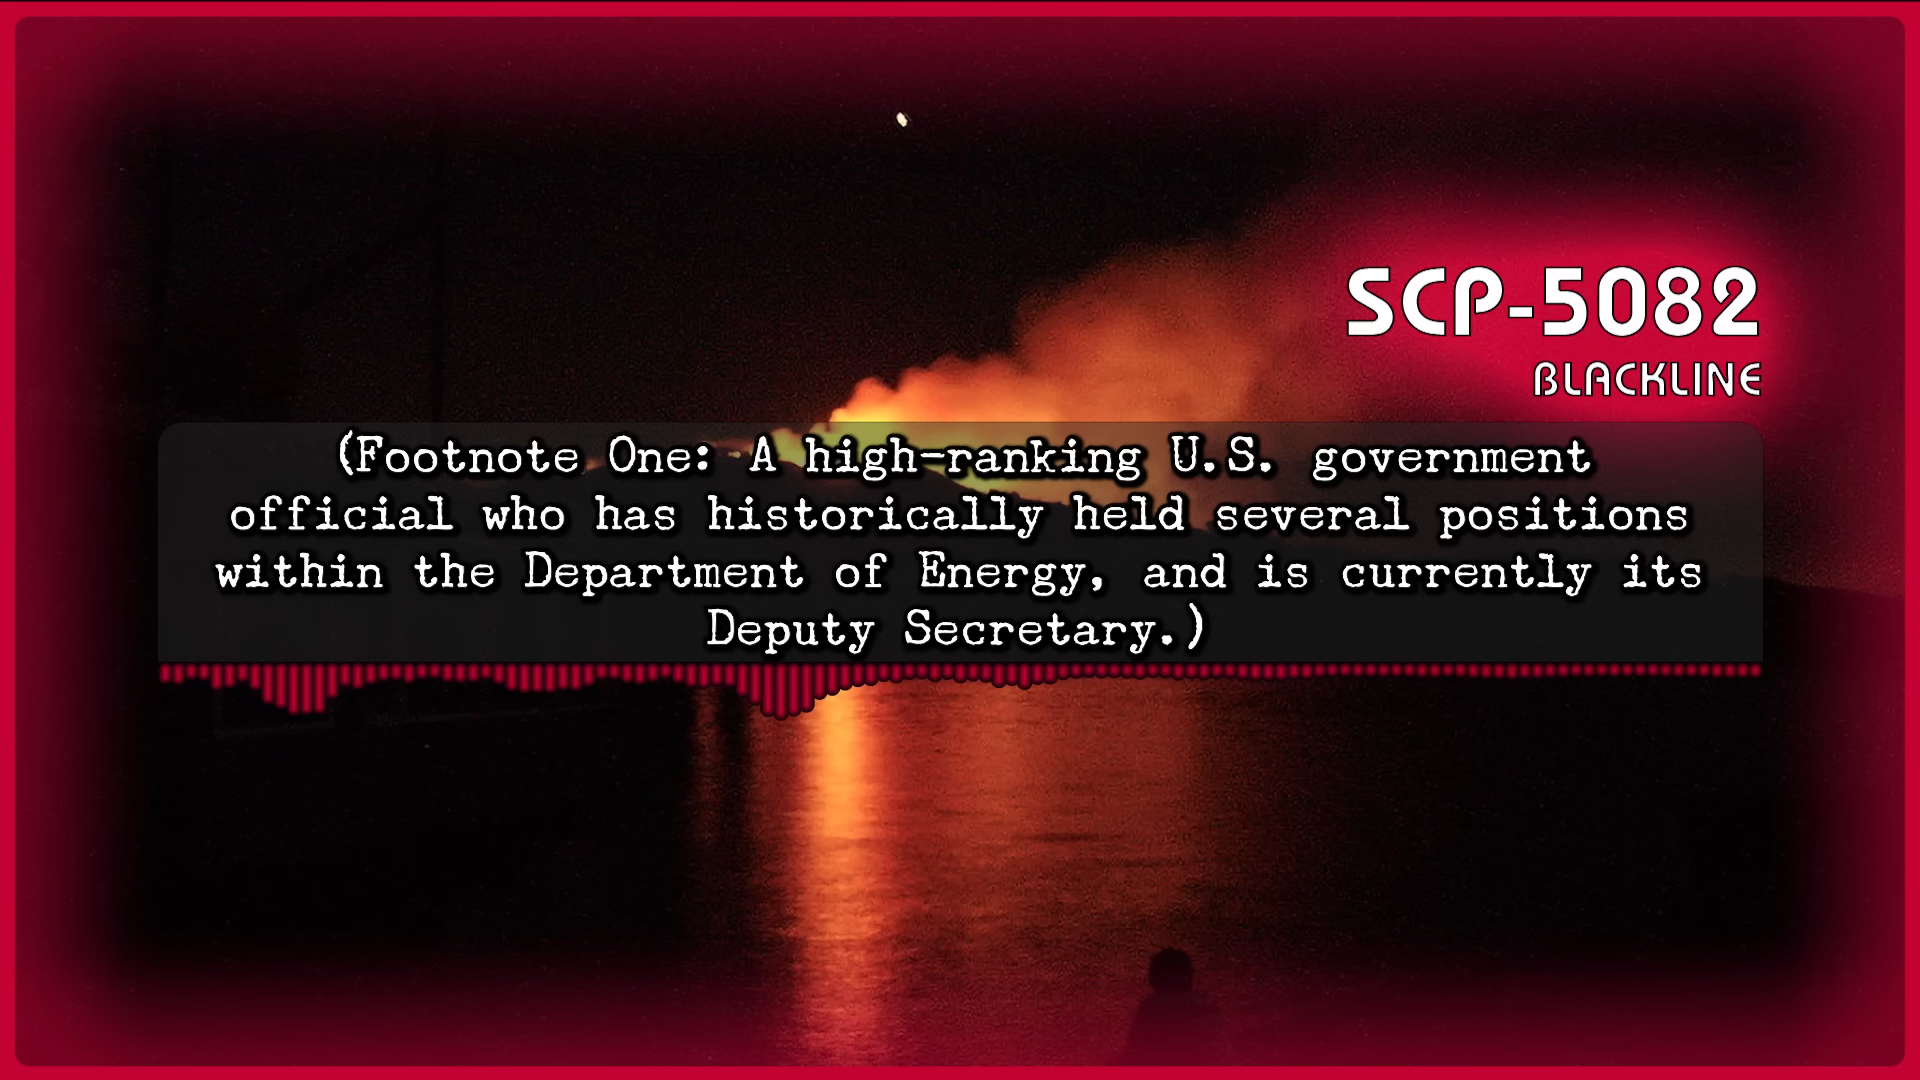 SCP-5082
BLACKLINE
(Footnote One: A high-ranking U.S. government
official who has historically held several positions
within the Department of Energy, and is currently its
Deputy Secretary.)